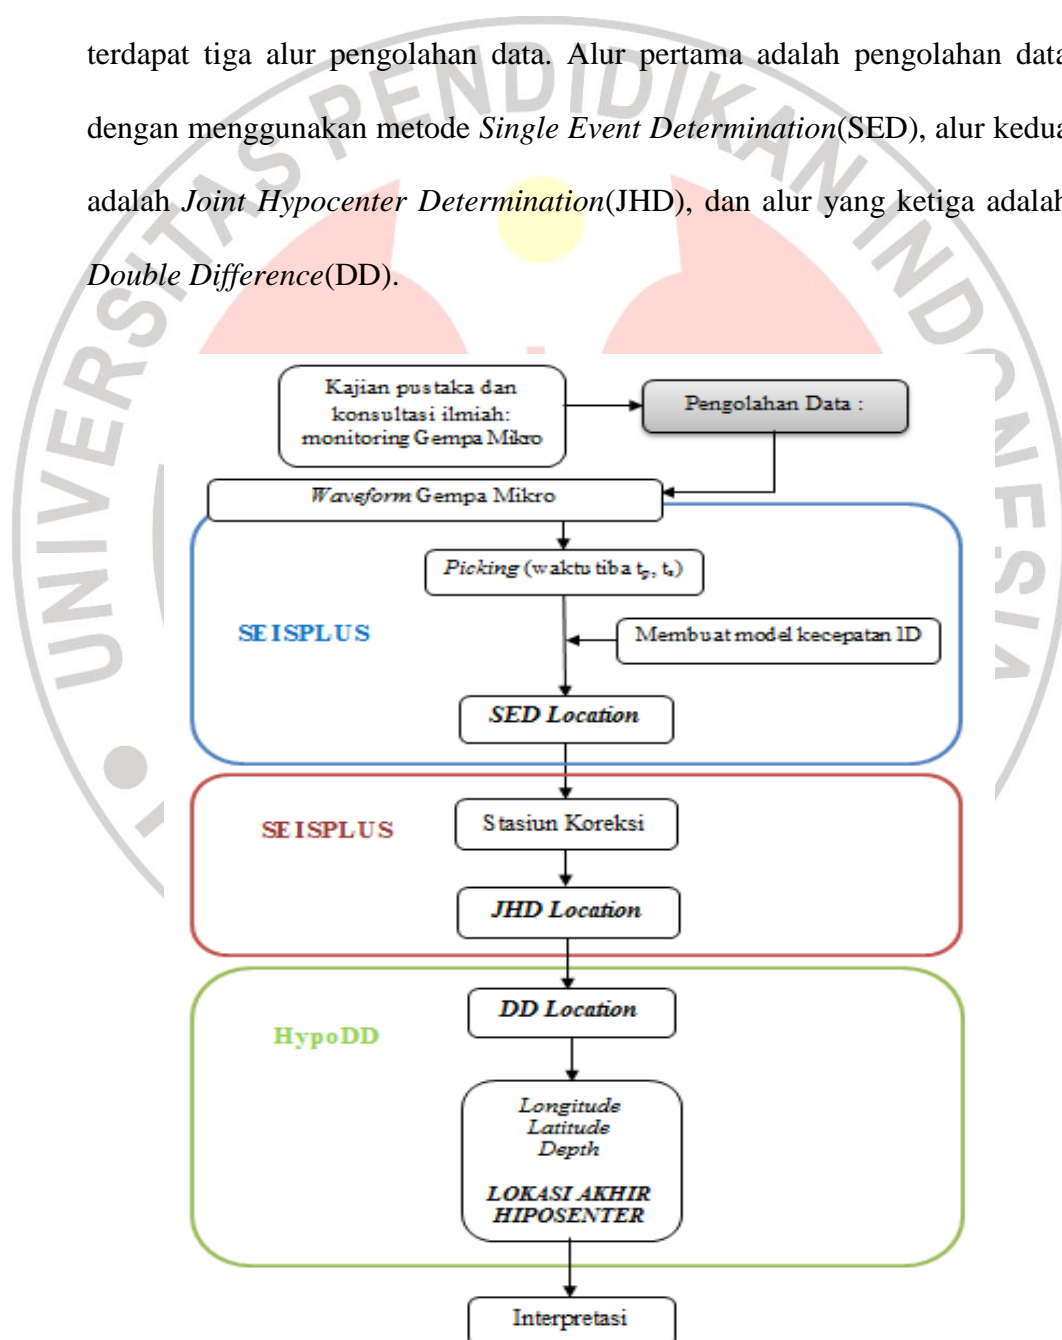 terdapat tiga alur pengolahan data. Alur pertama adalah pengolahan data
dengan menggunakan metode Single Event Determination(SED), alur kedua
adalah Joint Hypocenter Determination(JHD), dan alur yang ketiga adalah
Double Difference(DD).
UNIVERSITAS PENDIDIKAN INDONESIA
Kajian pustaka dan
konsultasi ilmiah:
monitoring Gempa Mikro
Pengolahan Data :
Waveform Gempa Mikro
Picking (waktu tiba tₚ, tₛ)
SEISPLUS
Membuat model kecepatan 1D
SED Location
Stasiun Koreksi
SEISPLUS
JHD Location
DD Location
HypoDD
Longitude
Latitude
Depth
LOKASI AKHIR
HIPOSENTER
Interpretasi